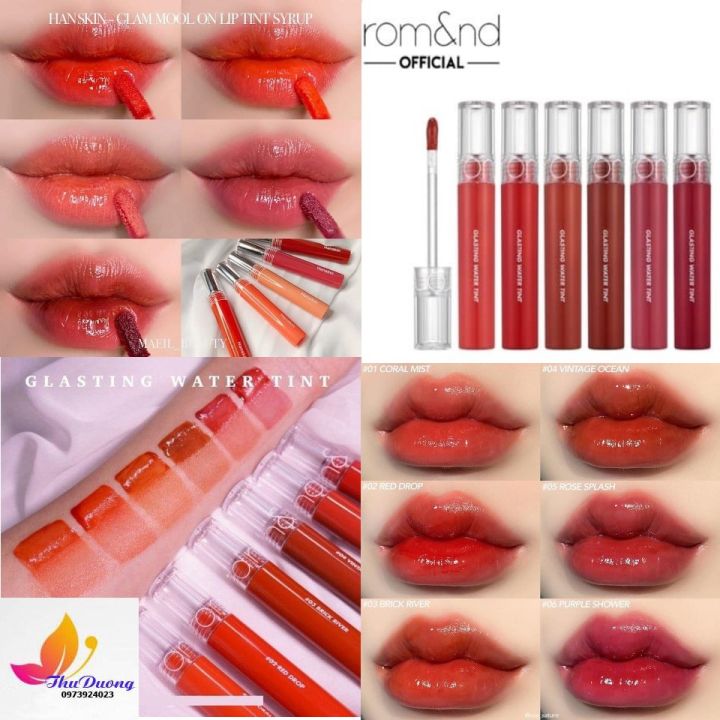 HANSKIN - GLAM MOOL ON LIP TINT SYRUP
MAEIL_BEAUTY
rom&nd
OFFICIAL
GLASTING WATER TINT
GLASTING WATER TINT
GLASTING WATER TINT
GLASTING WATER TINT
GLASTING WATER TINT
GLASTING WATER TINT
GLASTING WATER TINT
#03 BRICK RIVER
#02 RED DROP
ThuDuong
0973924023
#01 CORAL MIST
#04 VINTAGE OCEAN
#02 RED DROP
#05 ROSE SPLASH
#03 BRICK RIVER
#06 PURPLE SHOWER